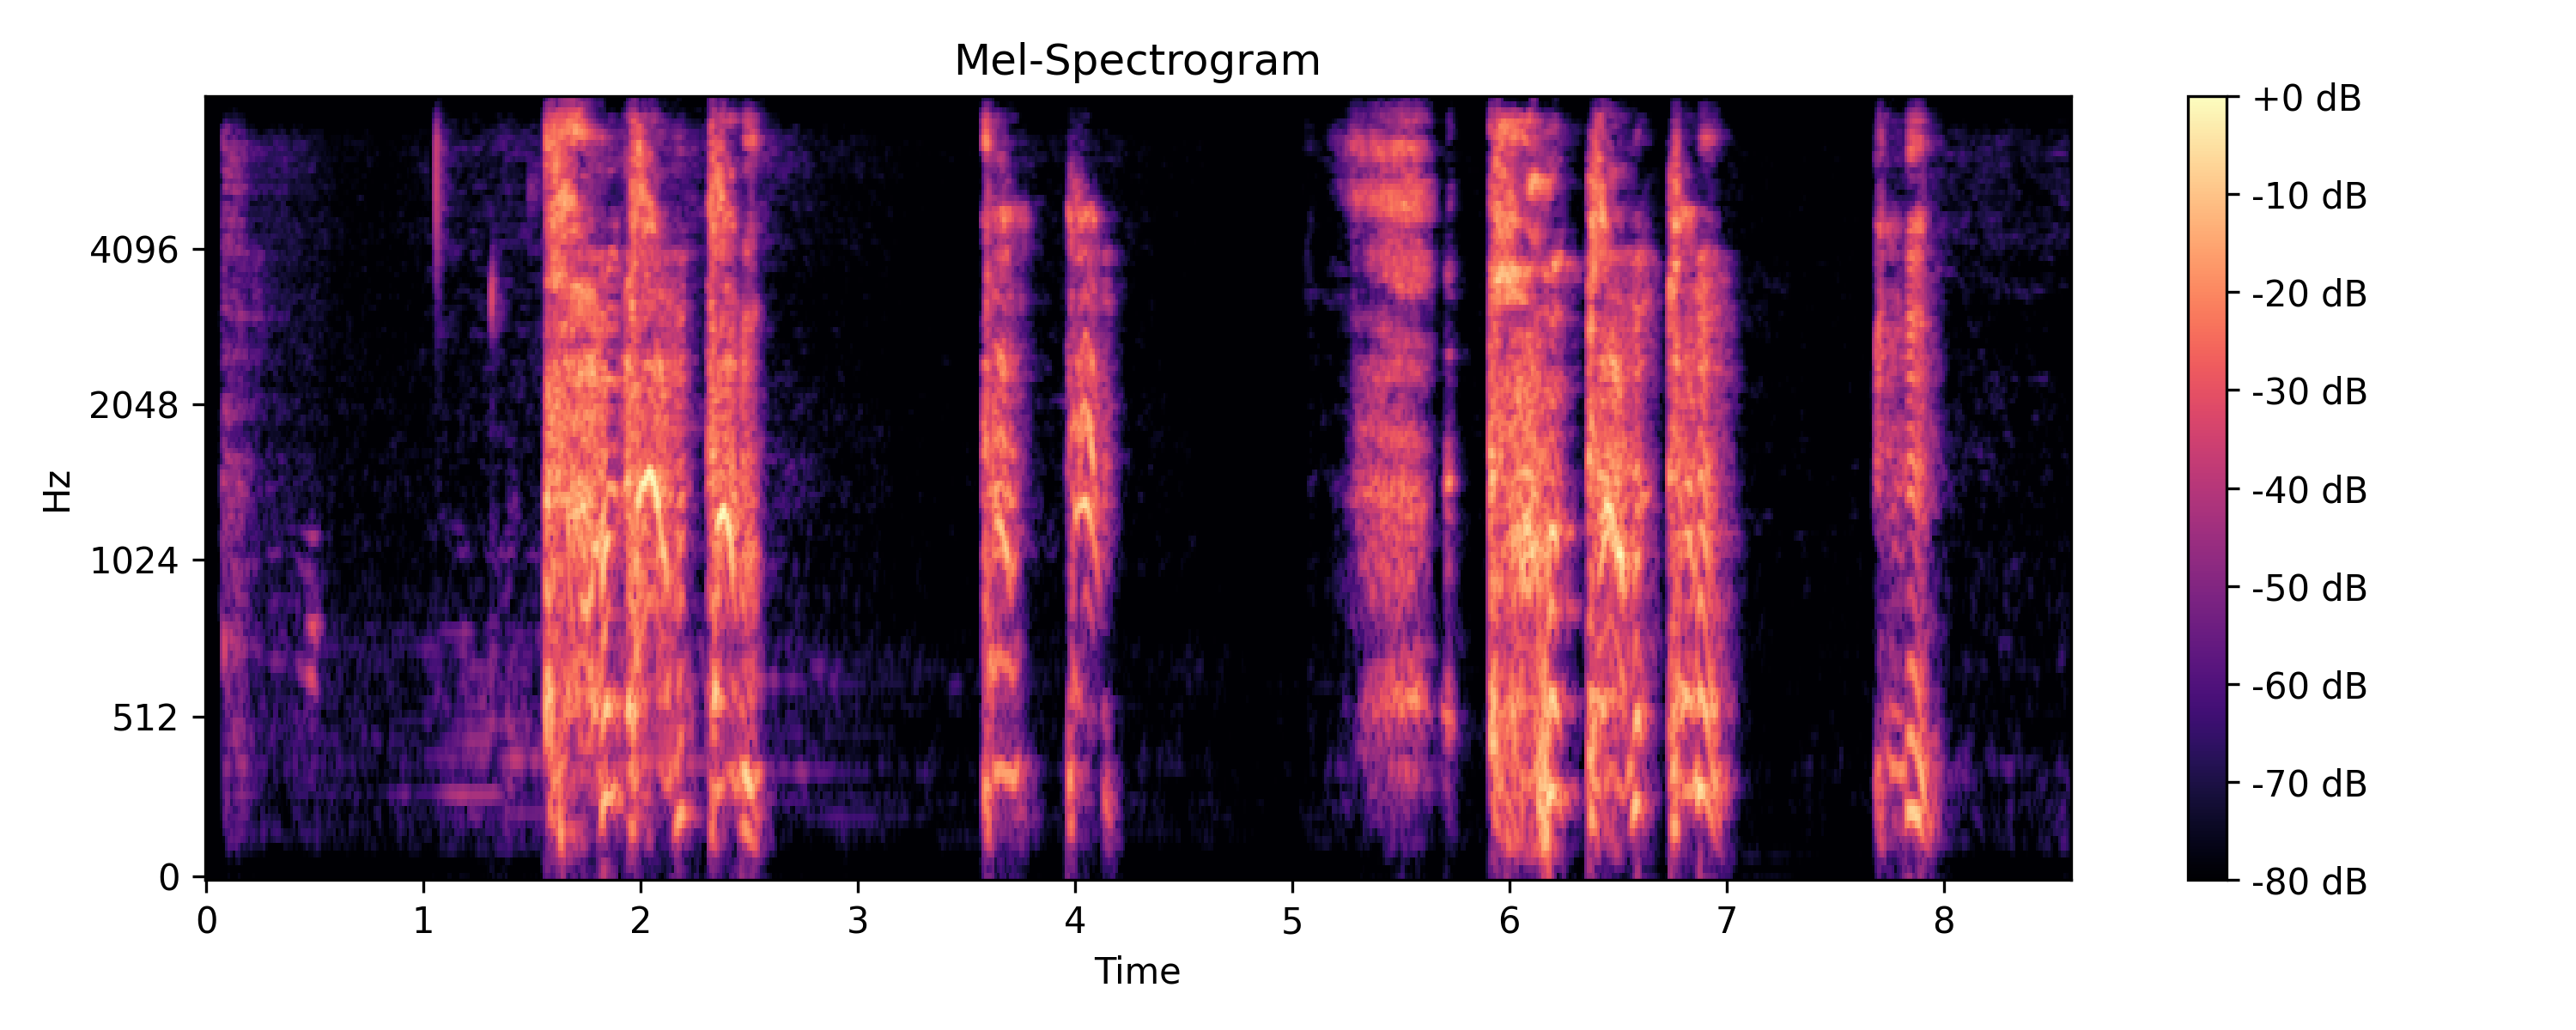 Mel-Spectrogram
+0 dB
-10 dB
-20 dB
-30 dB
-40 dB
-50 dB
-60 dB
-70 dB
-80 dB
Hz
4096
2048
1024
512
0
0 1 2 3 4 5 6 7 8
Time